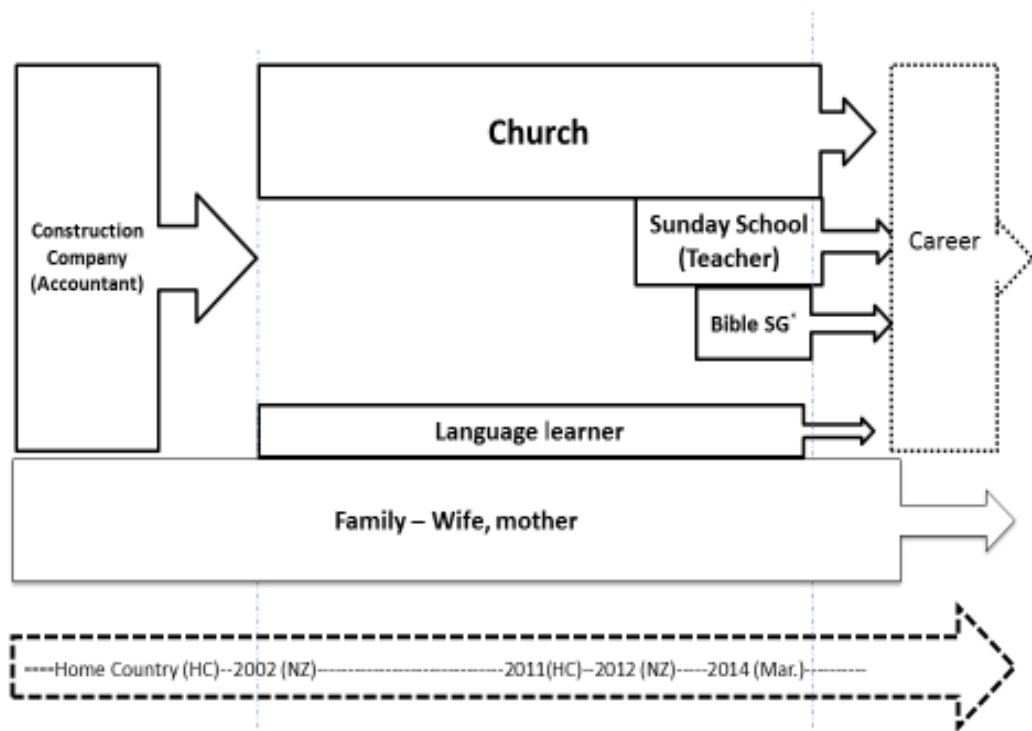 Church
Construction
Company
(Accountant)
Sunday School
(Teacher)
Career
Bible SG*
Language learner
Family – Wife, mother
----Home Country (HC)--2002 (NZ)-----------------------------2011(HC)--2012 (NZ)-----2014 (Mar.)----------